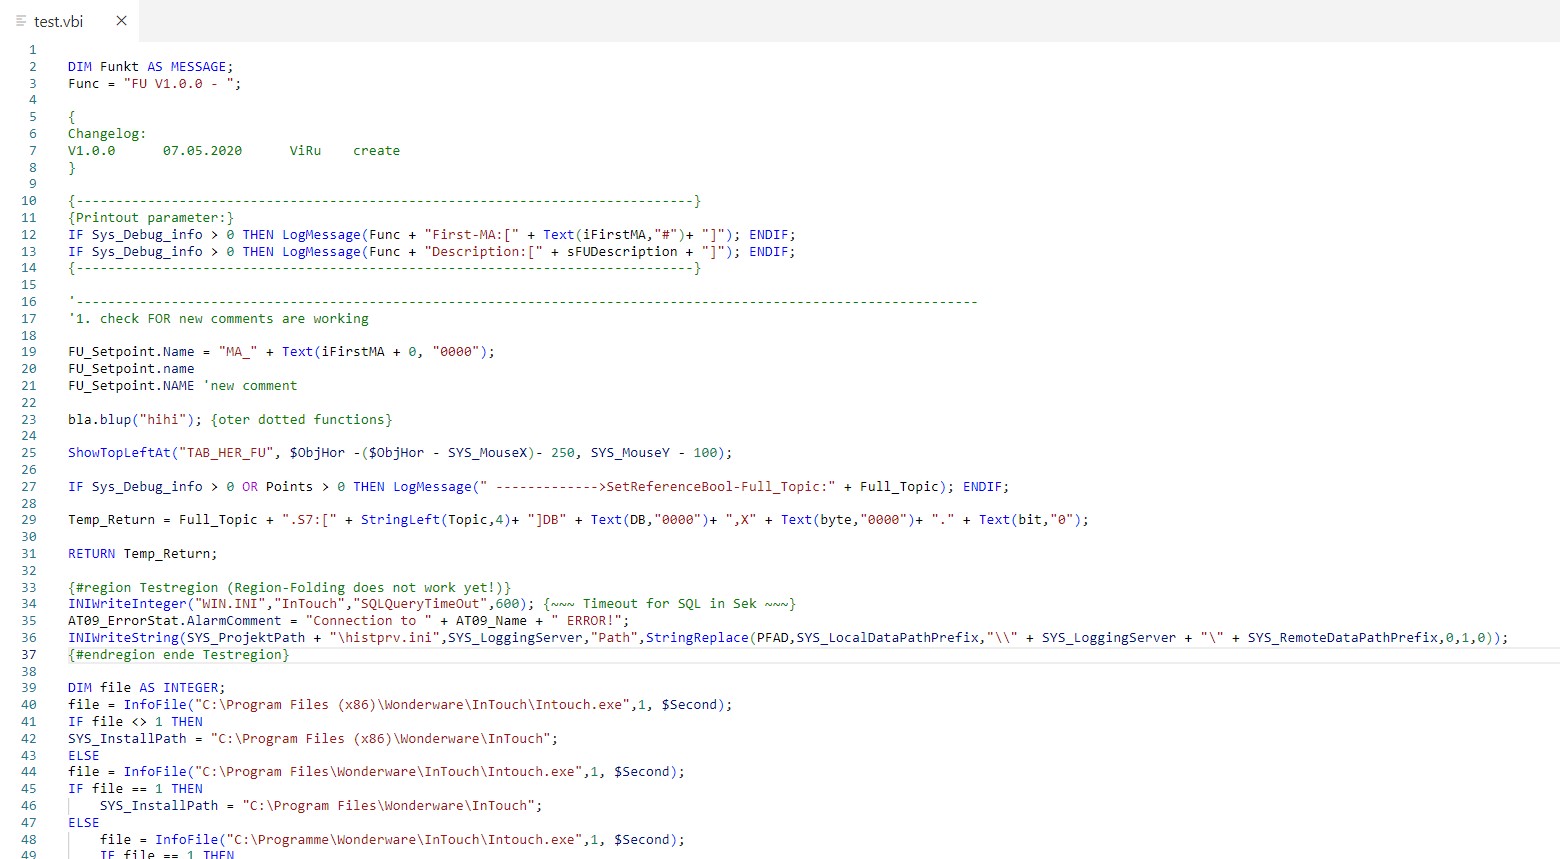 test.vbi ×
1
2 DIM Funkt AS MESSAGE;
3 Func = "FU V1.0.0 - ";
4
5 {
6 Changelog:
7 V1.0.0      07.05.2020      ViRu    create
8 }
9
10 {------------------------------------------------------------------------------}
11 {Printout parameter:}
12 IF Sys_Debug_info > 0 THEN LogMessage(Func + "First-MA:[" + Text(iFirstMA,"#")+ "]"); ENDIF;
13 IF Sys_Debug_info > 0 THEN LogMessage(Func + "Description:[" + sFUDescription + "]"); ENDIF;
14 {------------------------------------------------------------------------------}
15
16 '------------------------------------------------------------------------------------------------------------------
17 '1. check FOR new comments are working
18
19 FU_Setpoint.Name = "MA_" + Text(iFirstMA + 0, "0000");
20 FU_Setpoint.name
21 FU_Setpoint.NAME 'new comment
22
23 bla.blup("hihi"); {oter dotted functions}
24
25 ShowTopLeftAt("TAB_HER_FU", $ObjHor -($ObjHor - SYS_MouseX)- 250, SYS_MouseY - 100);
26
27 IF Sys_Debug_info > 0 OR Points > 0 THEN LogMessage(" ------------->SetReferenceBool-Full_Topic:" + Full_Topic); ENDIF;
28
29 Temp_Return = Full_Topic + ".S7:[" + StringLeft(Topic,4)+ "]DB" + Text(DB,"0000")+ ",X" + Text(byte,"0000")+ "." + Text(bit,"0");
30
31 RETURN Temp_Return;
32
33 {#region Testregion (Region-Folding does not work yet!)}
34 INIWriteInteger("WIN.INI","InTouch","SQLQueryTimeOut",600); {~~~ Timeout for SQL in Sek ~~~}
35 AT09_ErrorStat.AlarmComment = "Connection to " + AT09_Name + " ERROR!";
36 INIWriteString(SYS_ProjektPath + "\histprv.ini",SYS_LoggingServer,"Path",StringReplace(PFAD,SYS_LocalDataPathPrefix,"\\" + SYS_LoggingServer + "\" + SYS_RemoteDataPathPrefix,0,1,0));
37 {#endregion ende Testregion}
38
39 DIM file AS INTEGER;
40 file = InfoFile("C:\Program Files (x86)\Wonderware\InTouch\Intouch.exe",1, $Second);
41 IF file <> 1 THEN
42 SYS_InstallPath = "C:\Program Files (x86)\Wonderware\InTouch";
43 ELSE
44 file = InfoFile("C:\Program Files\Wonderware\InTouch\Intouch.exe",1, $Second);
45 IF file == 1 THEN
46     SYS_InstallPath = "C:\Program Files\Wonderware\InTouch";
47 ELSE
48     file = InfoFile("C:\Programme\Wonderware\InTouch\Intouch.exe",1, $Second);
49     IF file == 1 THEN